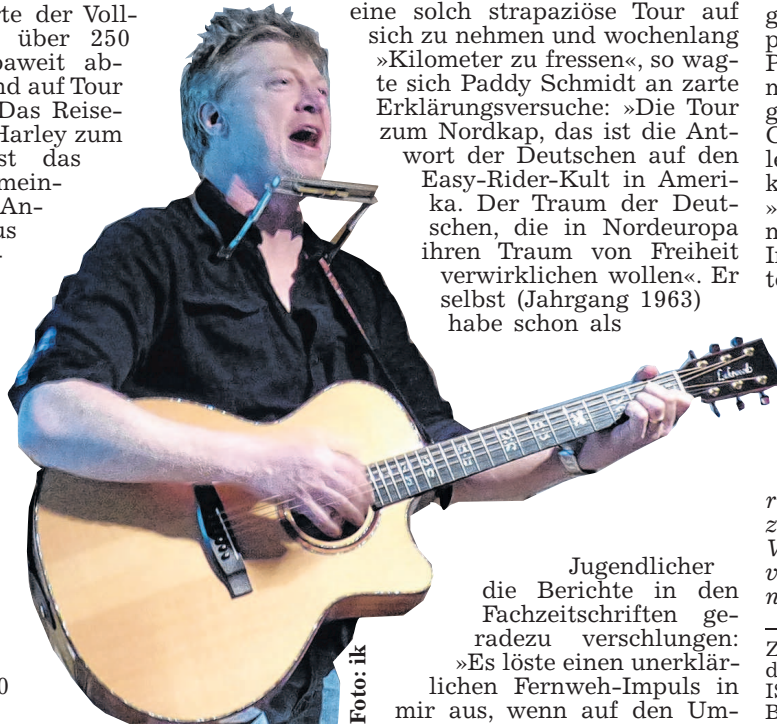 rte der Voll-
über 250
paweit ab-
nd auf Tour
Das Reise-
Harley zum
st das
mein-
An-
us
0
eine solch strapaziöse Tour auf
sich zu nehmen und wochenlang
»Kilometer zu fressen«, so wag-
te sich Paddy Schmidt an zarte
Erklärungsversuche: »Die Tour
zum Nordkap, das ist die Ant-
wort der Deutschen auf den
Easy-Rider-Kult in Ameri-
ka. Der Traum der Deut-
schen, die in Nordeuropa
ihren Traum von Freiheit
verwirklichen wollen«. Er
selbst (Jahrgang 1963)
habe schon als
Jugendlicher
die Berichte in den
Fachzeitschriften ge-
radezu verschlungen:
»Es löste einen unerklär-
lichen Fernweh-Impuls in
mir aus, wenn auf den Um-
Foto: ik